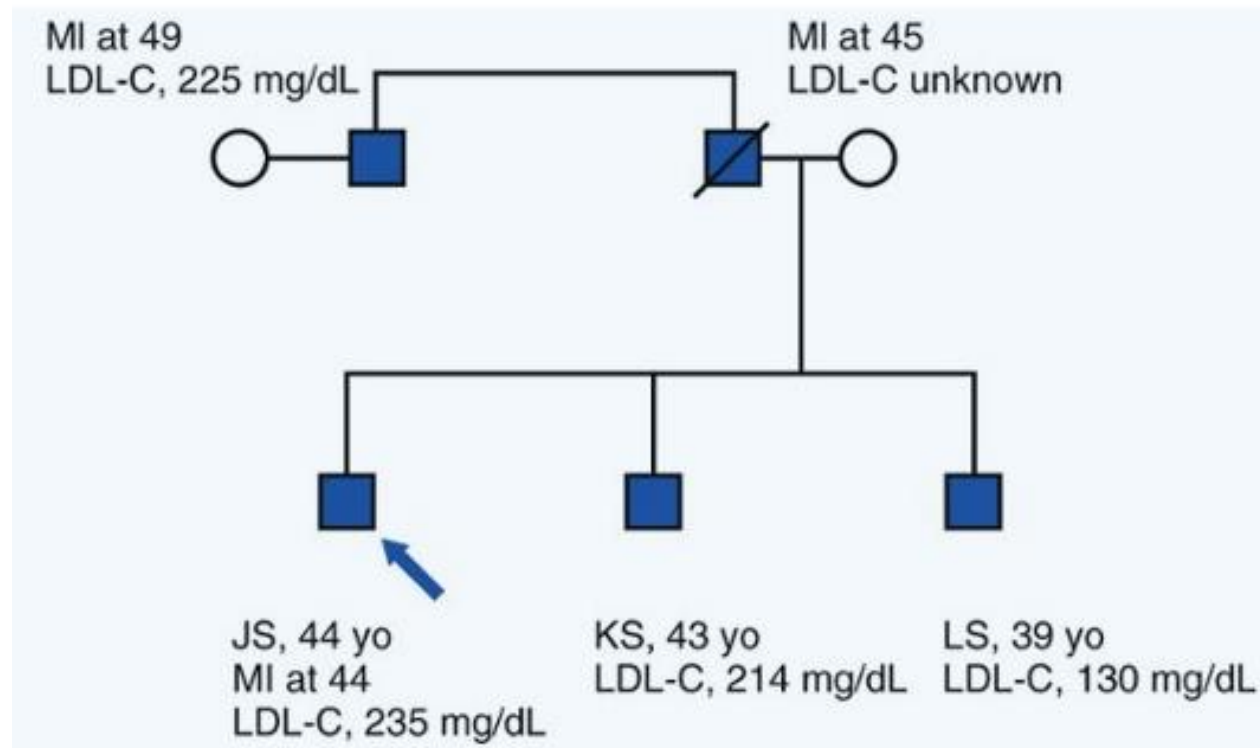 MI at 49
LDL-C, 225 mg/dL
MI at 45
LDL-C unknown
JS, 44 yo
MI at 44
LDL-C, 235 mg/dL
KS, 43 yo
LDL-C, 214 mg/dL
LS, 39 yo
LDL-C, 130 mg/dL